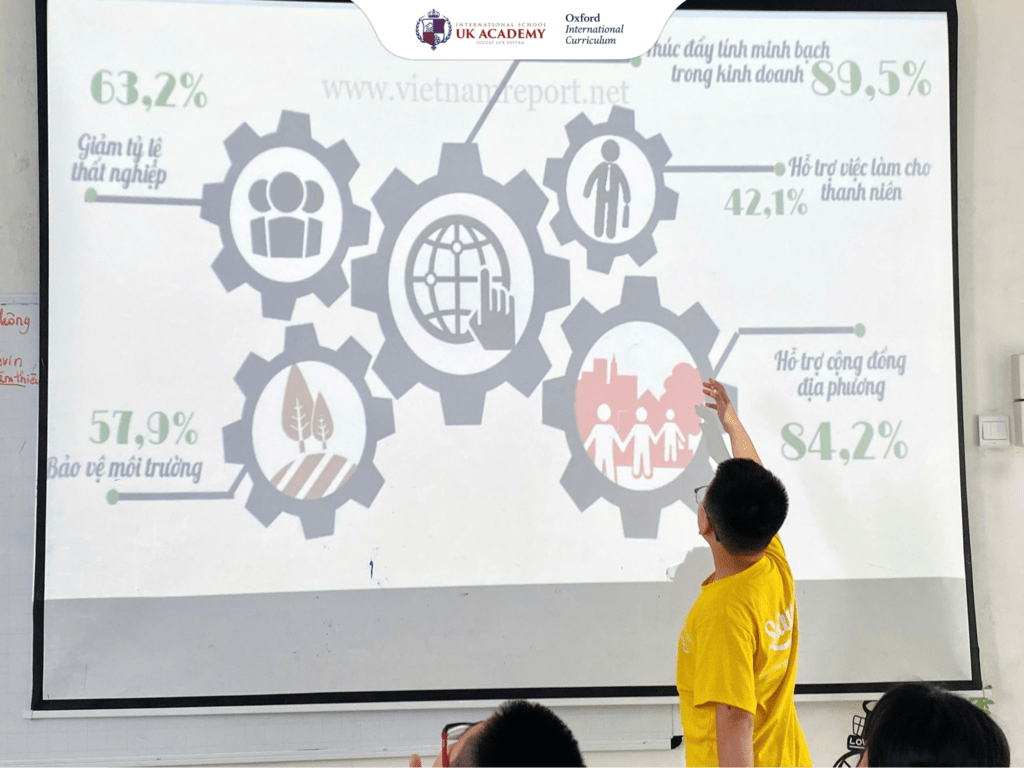 INTERNATIONAL SCHOOL
UK ACADEMY
Oxford
International
Curriculum
63,2%
Giảm tỷ lệ
thất nghiệp
www.vietnamreport.net
Thúc đẩy tính minh bạch
trong kinh doanh 89,5%
Hỗ trợ việc làm cho
thanh niên
42,1%
57,9%
Bảo vệ môi trường
Hỗ trợ cộng đồng
địa phương
84,2%